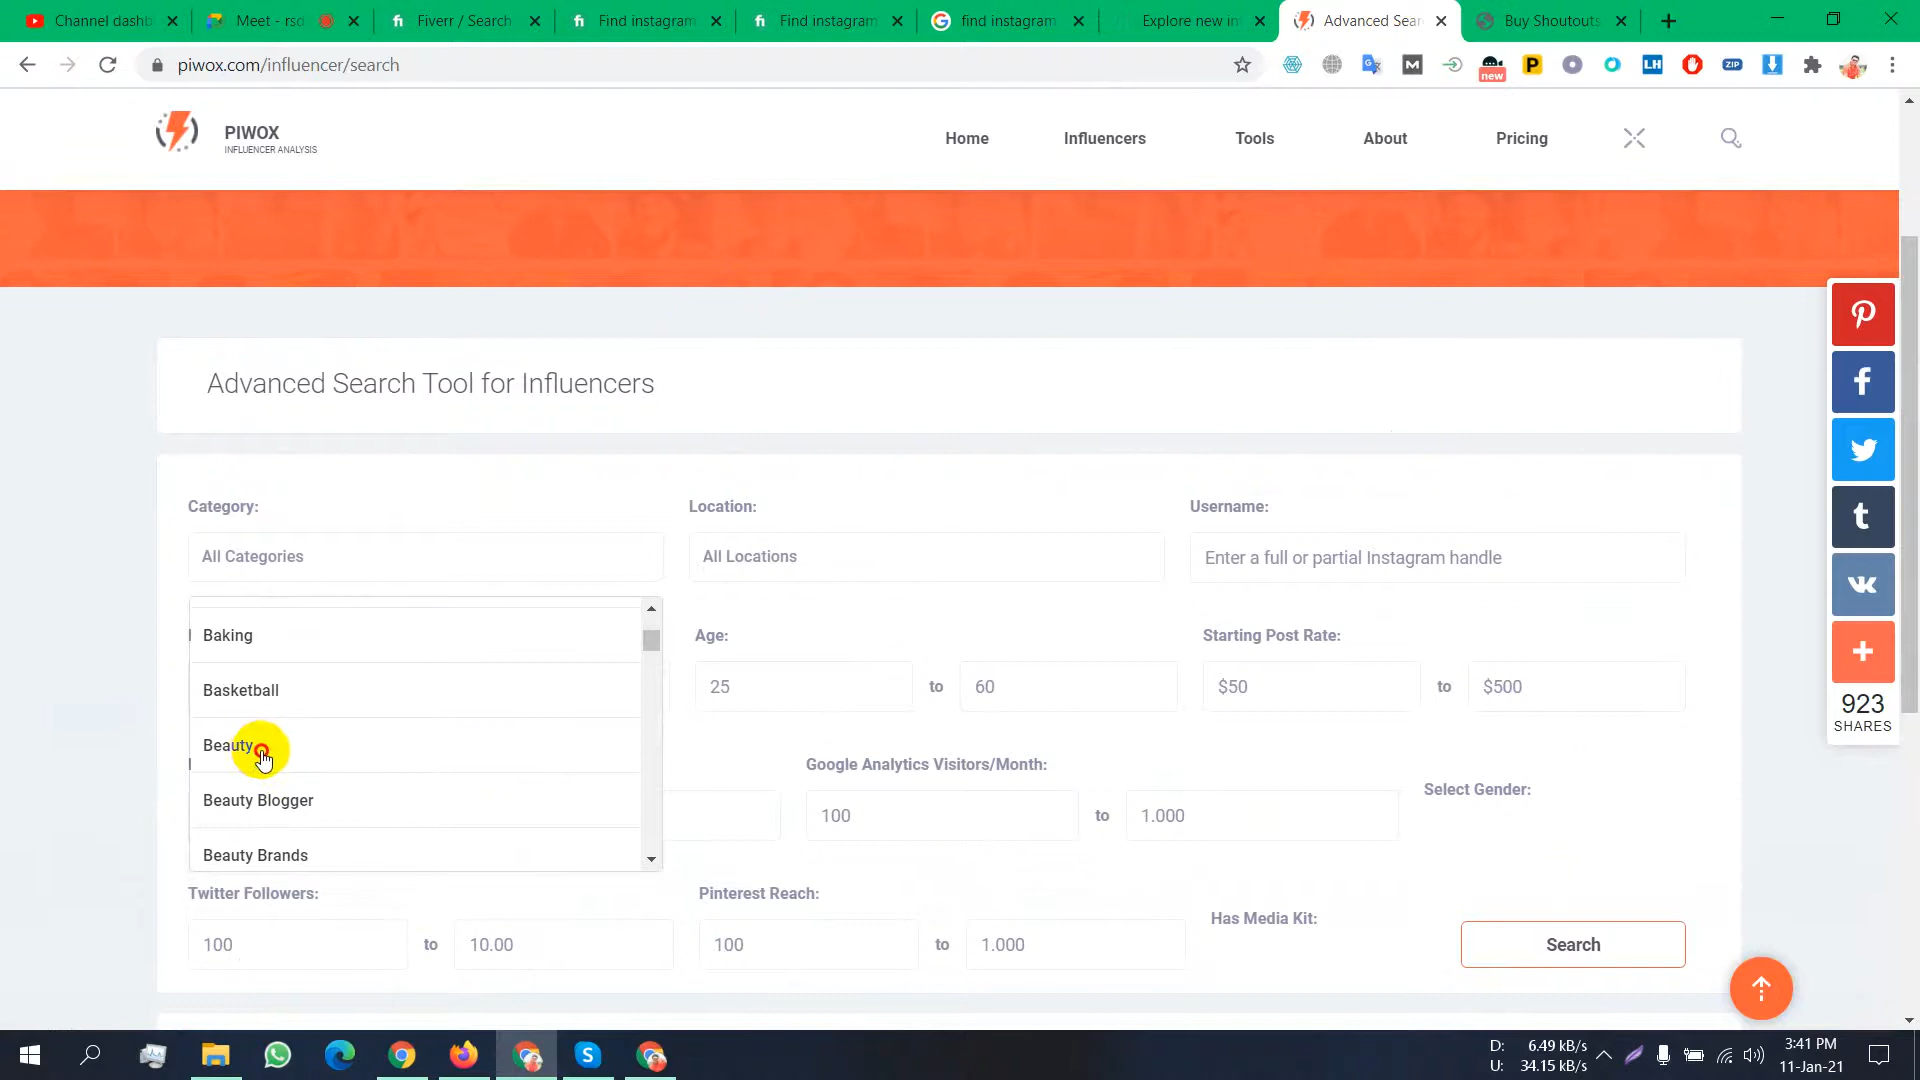 Channel dashb
Meet - rsd
Fiverr / Search
Find instagram
Find instagram
find instagram
Explore new in
Advanced Sear
Buy Shoutouts
piwox.com/influencer/search
new
LH
ZIP
PIWOX
INFLUENCER ANALYSIS
Home
Influencers
Tools
About
Pricing
Advanced Search Tool for Influencers
Category:
Location:
Username:
All Categories
All Locations
Enter a full or partial Instagram handle
Baking
Basketball
Beauty
Beauty Blogger
Beauty Brands
Age:
Starting Post Rate:
25
to
60
$50
to
$500
Google Analytics Visitors/Month:
Select Gender:
100
to
1.000
Twitter Followers:
Pinterest Reach:
Has Media Kit:
100
to
10.00
100
to
1.000
Search
923
SHARES
D: 6.49 kB/s
U: 34.15 kB/s
3:41 PM
11-Jan-21